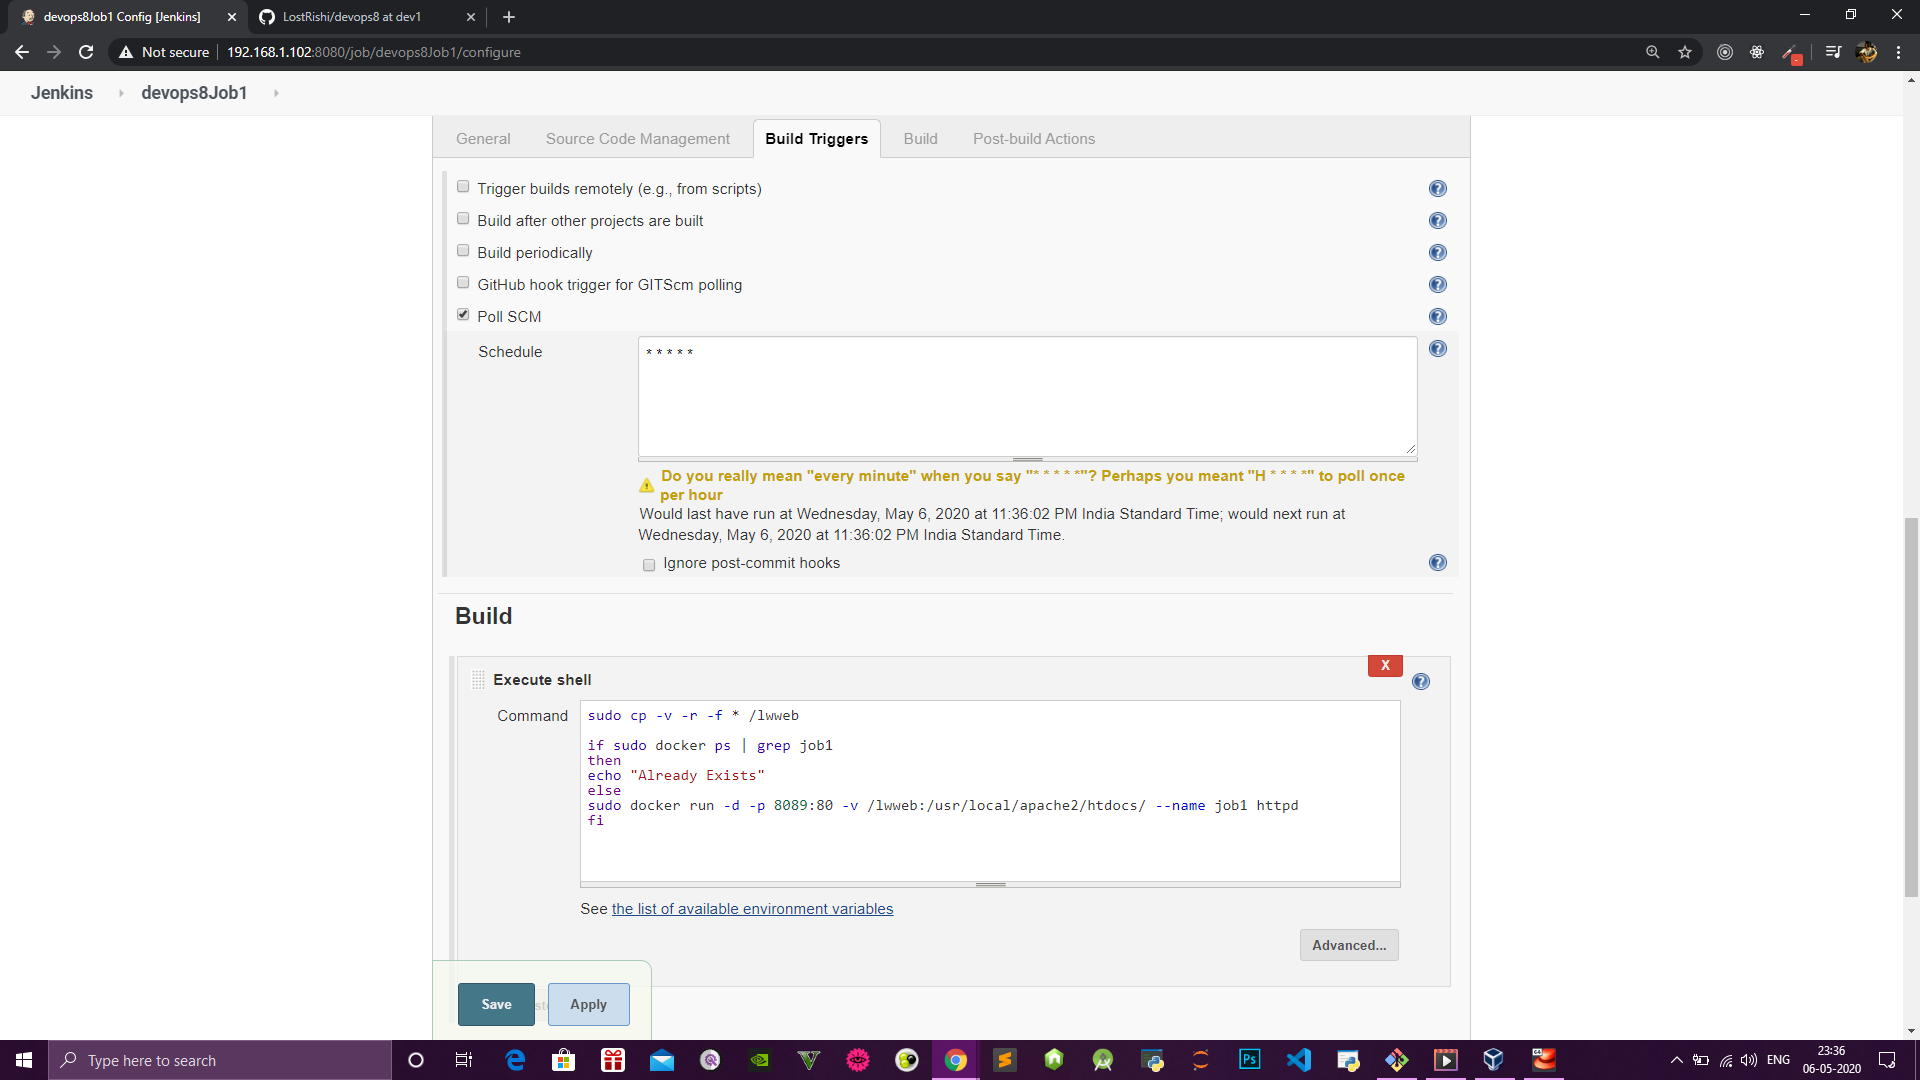 devops8Job1 Config [Jenkins]
LostRishi/devops8 at dev1
Not secure
192.168.1.102:8080/job/devops8Job1/configure
Jenkins
devops8Job1
General
Source Code Management
Build Triggers
Build
Post-build Actions
Trigger builds remotely (e.g., from scripts)
Build after other projects are built
Build periodically
GitHub hook trigger for GITScm polling
Poll SCM
Schedule
* * * * *
Do you really mean "every minute" when you say "* * * * *"? Perhaps you meant "H * * * *" to poll once
per hour
Would last have run at Wednesday, May 6, 2020 at 11:36:02 PM India Standard Time; would next run at
Wednesday, May 6, 2020 at 11:36:02 PM India Standard Time.
Ignore post-commit hooks
Build
X
Execute shell
Command
sudo cp -v -r -f * /lwweb
if sudo docker ps | grep job1
then
echo "Already Exists"
else
sudo docker run -d -p 8089:80 -v /lwweb:/usr/local/apache2/htdocs/ --name job1 httpd
fi
See the list of available environment variables
Advanced...
Save
Apply
Type here to search
Ps
ENG
23:36
06-05-2020